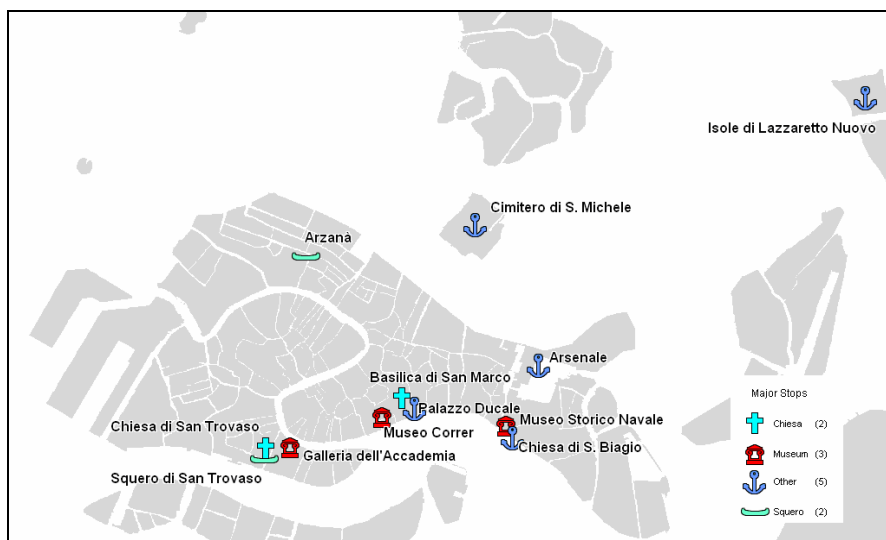 Isole di Lazzaretto Nuovo
Cimitero di S. Michele
Arzanà
Arsenale
Basilica di San Marco
Palazzo Ducale
Museo Storico Navale
Chiesa di San Trovaso
Museo Correr
Chiesa di S. Biagio
Galleria dell'Accademia
Squero di San Trovaso
Major Stops
Chiesa (2)
Museum (3)
Other (5)
Squero (2)